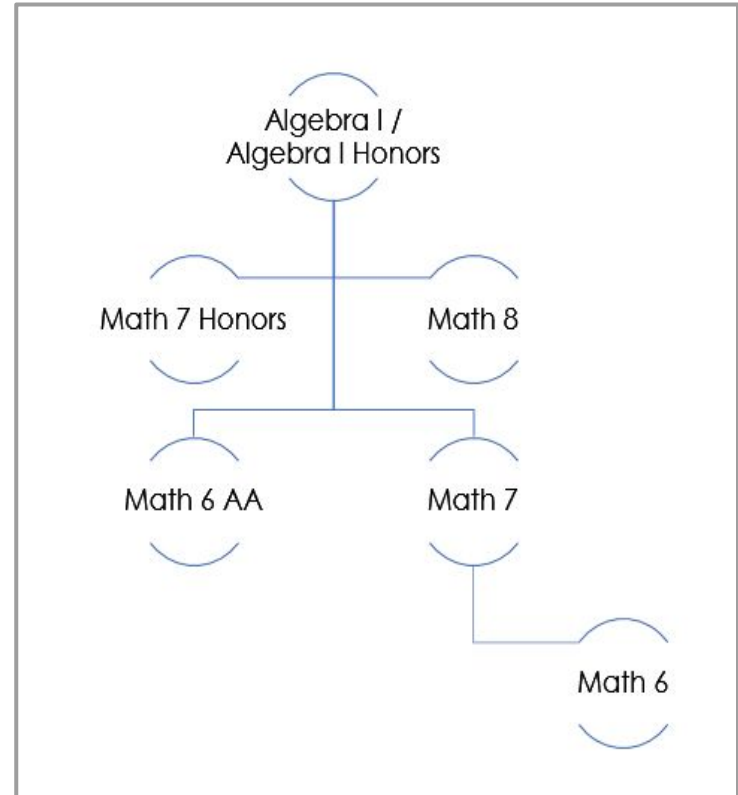 Algebra I /
Algebra I Honors
Math 7 Honors
Math 8
Math 6 AA
Math 7
Math 6